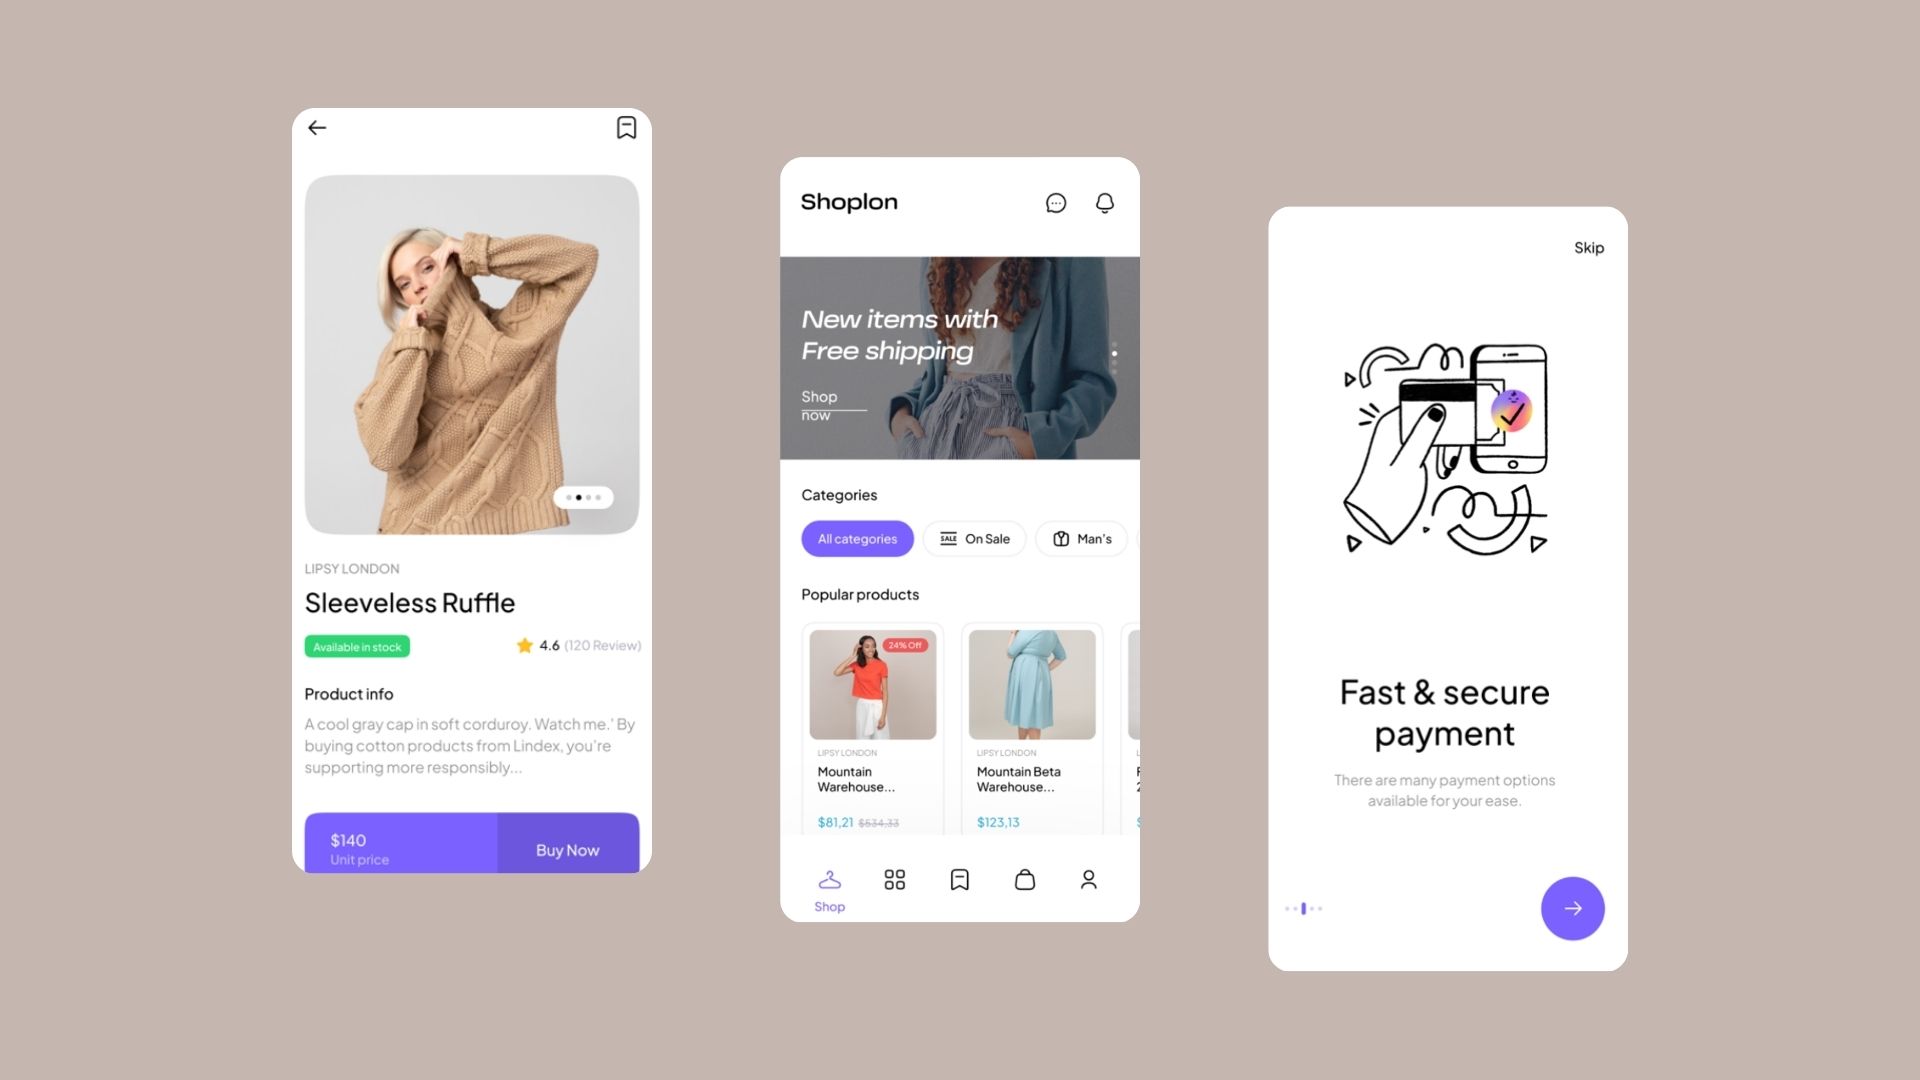 LIPSY LONDON
Sleeveless Ruffle
Available in stock
4.6 (120 Review)
Product info
A cool gray cap in soft corduroy. Watch me.' By
buying cotton products from Lindex, you're
supporting more responsibly...
$140
Unit price
Buy Now
Shoplon
New items with
Free shipping
Shop
now
Categories
All categories
SALE On Sale
Man's
Popular products
24% Off
LIPSY LONDON
Mountain
Warehouse...
$81,21 $534,33
LIPSY LONDON
Mountain Beta
Warehouse...
$123,13
Shop
Skip
Fast & secure
payment
There are many payment options
available for your ease.